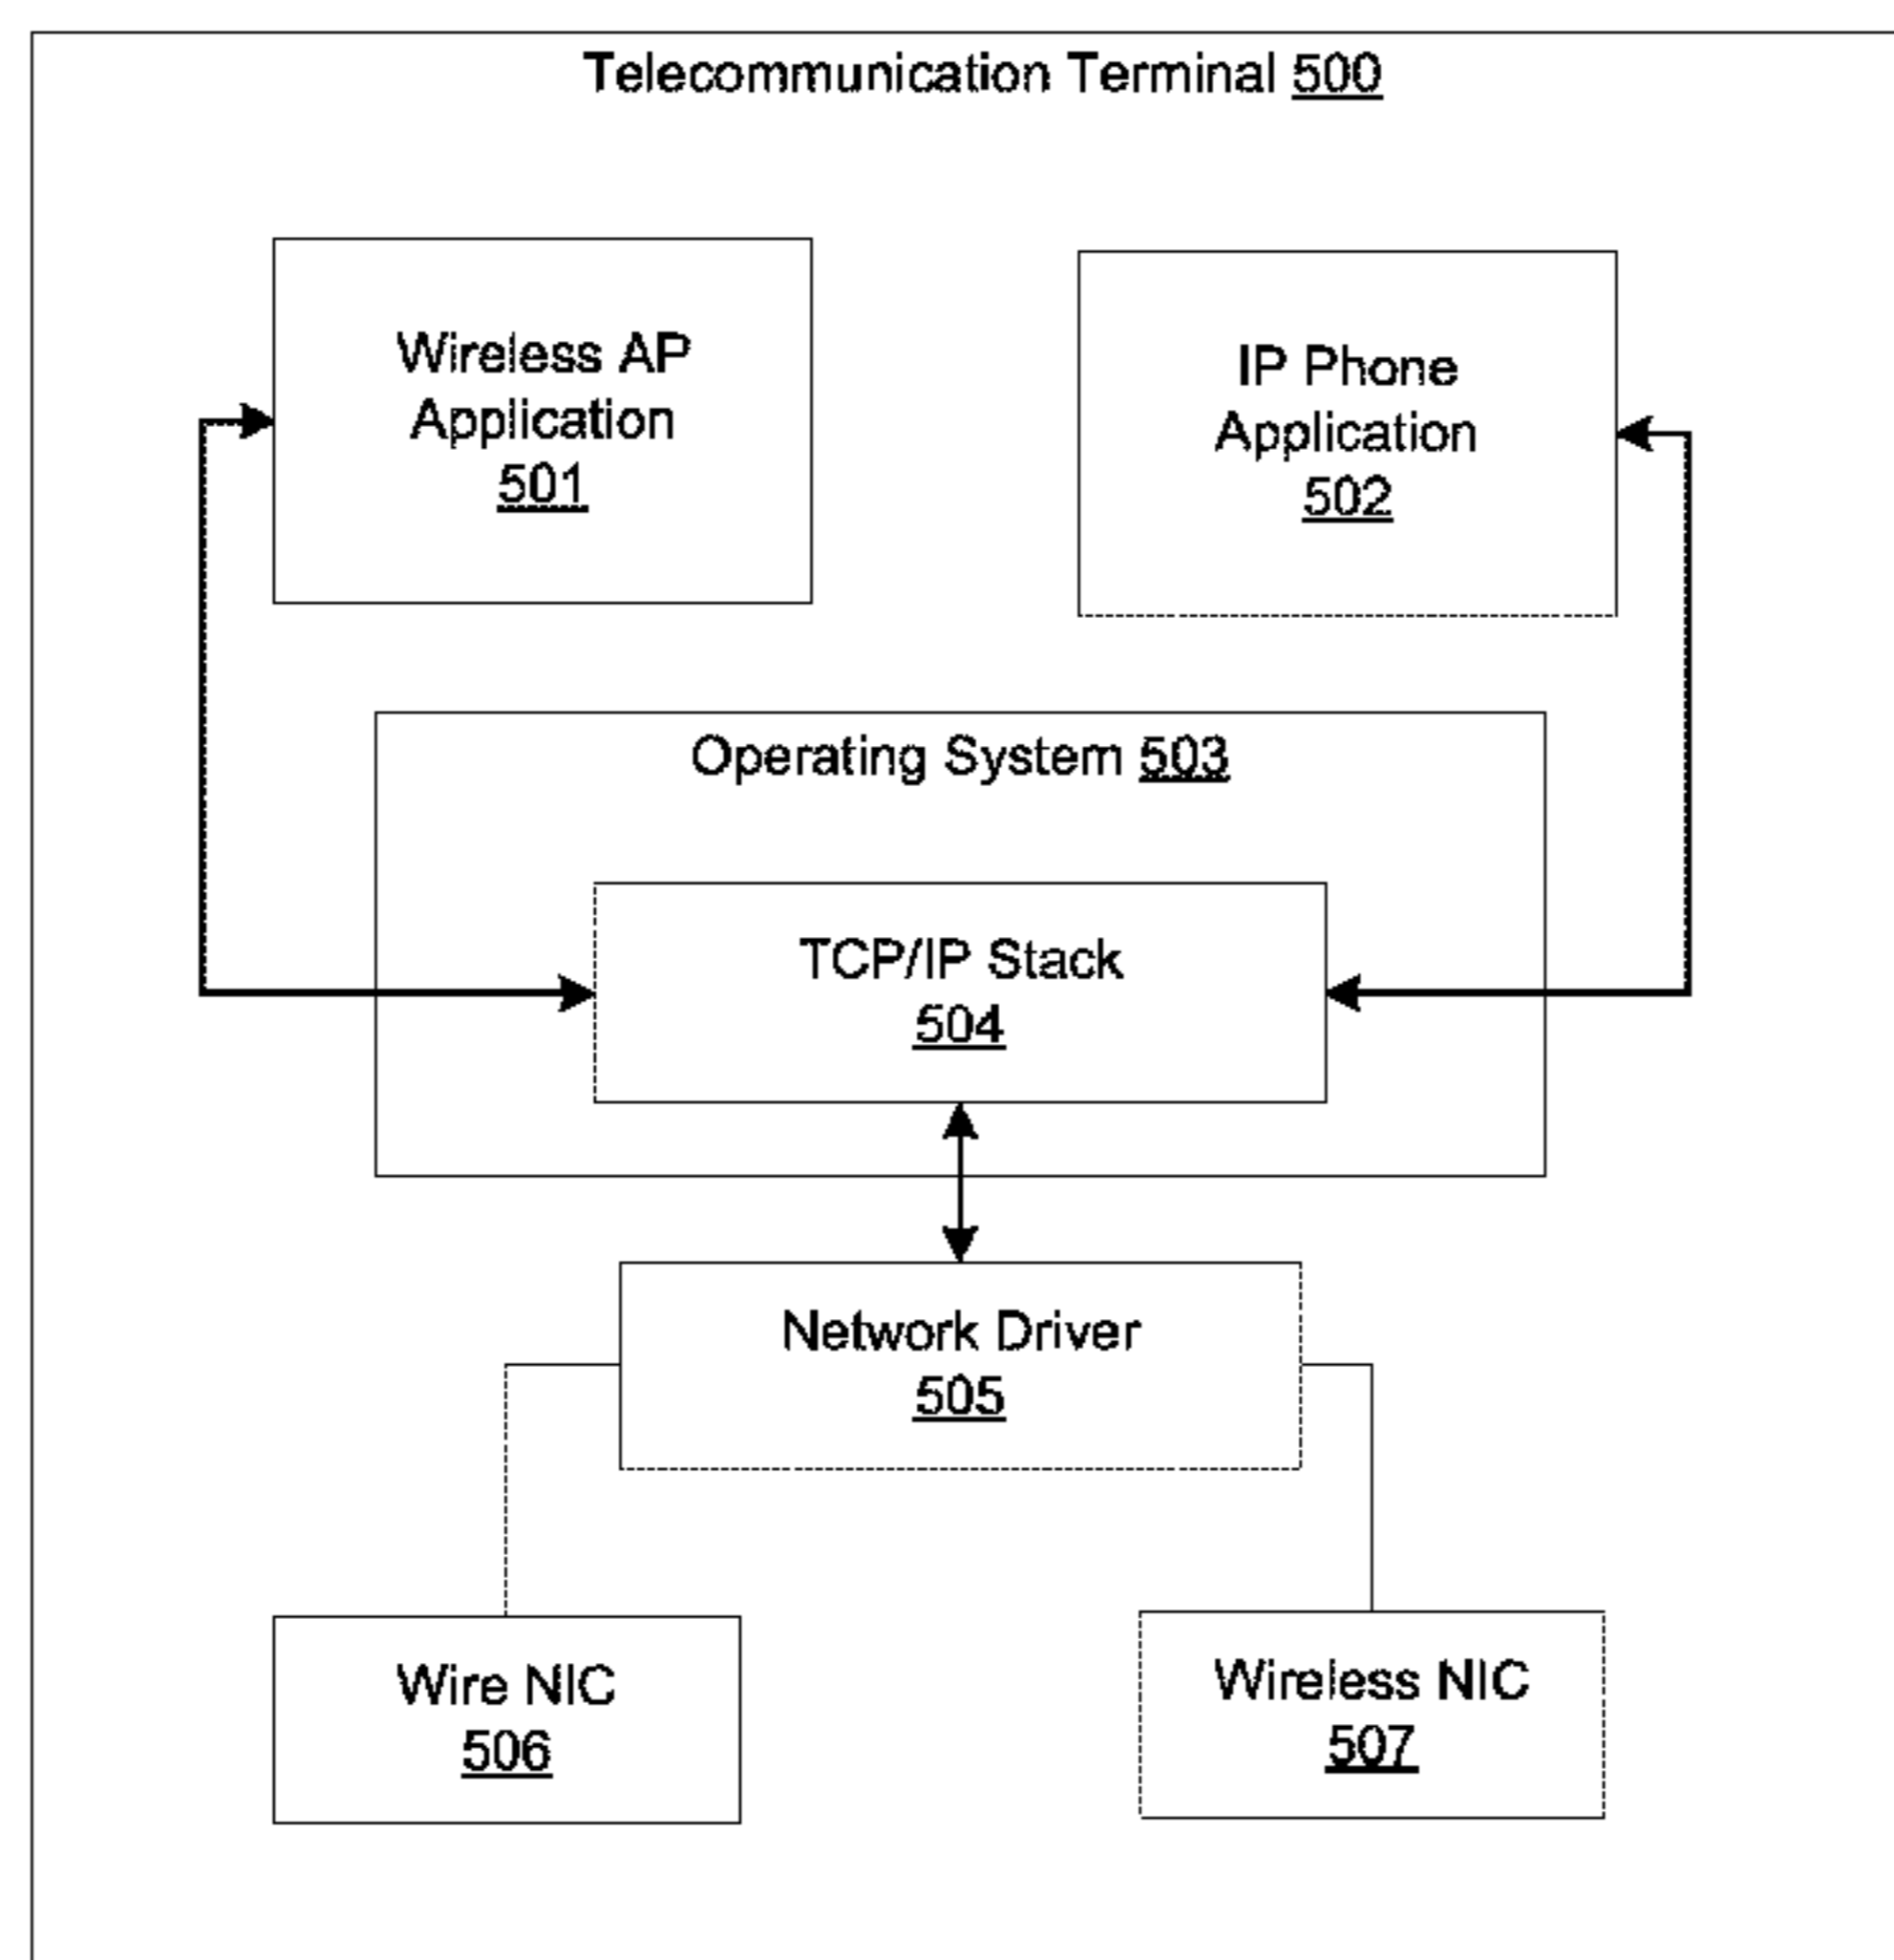 Telecommunication Terminal 500
Wireless AP
Application
501
IP Phone
Application
502
Operating System 503
TCP/IP Stack
504
Network Driver
505
Wire NIC
506
Wireless NIC
507